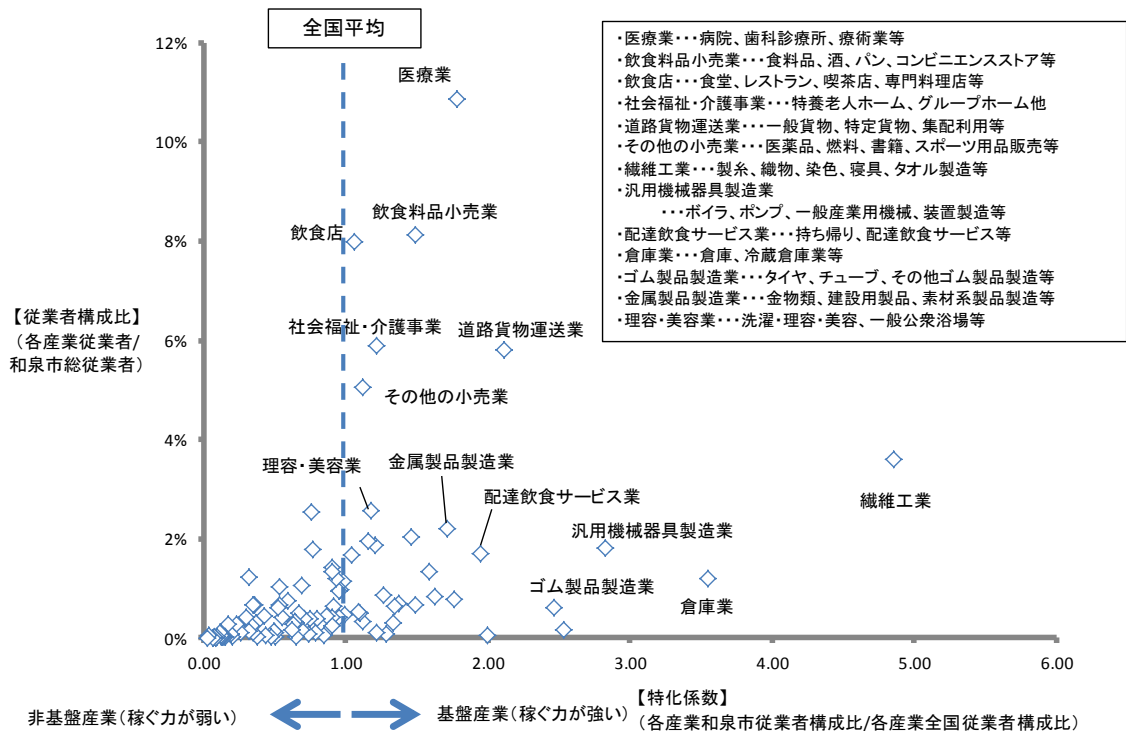 全国平均
12%
10%
8%
6%
4%
2%
0%
【従業者構成比】
(各産業従業者/
和泉市総従業者)
医療業
飲食料品小売業
飲食店
社会福祉・介護事業
道路貨物運送業
その他の小売業
理容・美容業
金属製品製造業
配達飲食サービス業
汎用機械器具製造業
繊維工業
ゴム製品製造業
倉庫業
・医療業・・・病院、歯科診療所、療術業等
・飲食料品小売業・・・食料品、酒、パン、コンビニエンスストア等
・飲食店・・・食堂、レストラン、喫茶店、専門料理店等
・社会福祉・介護事業・・・特養老人ホーム、グループホーム他
・道路貨物運送業・・・一般貨物、特定貨物、集配利用等
・その他の小売業・・・医薬品、燃料、書籍、スポーツ用品販売等
・繊維工業・・・製糸、織物、染色、寝具、タオル製造等
・汎用機械器具製造業
・・・ボイラ、ポンプ、一般産業用機械、装置製造等
・配達飲食サービス業・・・持ち帰り、配達飲食サービス等
・倉庫業・・・倉庫、冷蔵倉庫業等
・ゴム製品製造業・・・タイヤ、チューブ、その他ゴム製品製造等
・金属製品製造業・・・金物類、建設用製品、素材系製品製造等
・理容・美容業・・・洗濯・理容・美容、一般公衆浴場等
0.00 1.00 2.00 3.00 4.00 5.00 6.00
非基盤産業(稼ぐ力が弱い)
基盤産業(稼ぐ力が強い)
【特化係数】
(各産業和泉市従業者構成比/各産業全国従業者構成比)